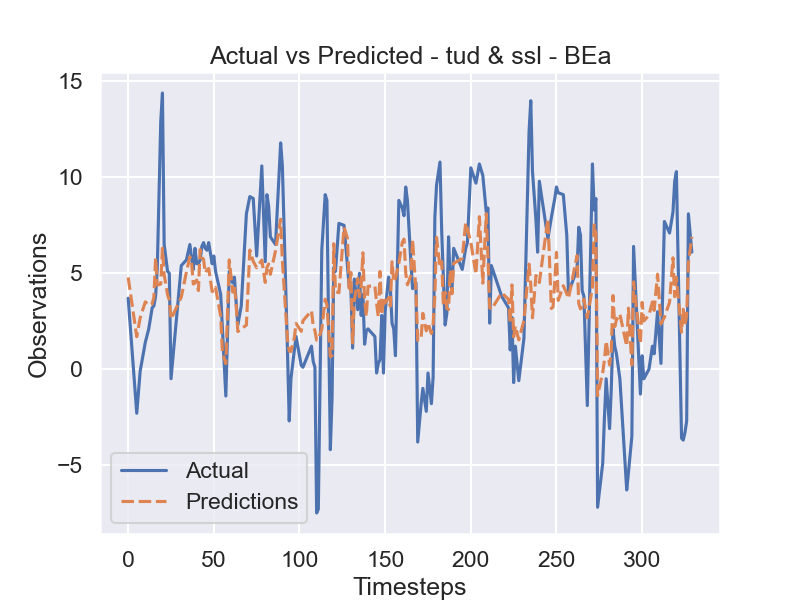 Actual vs Predicted - tud & ssl - BEa
15
10
5
0
−5
Observations
Actual
Predictions
0 50 100 150 200 250 300
Timesteps